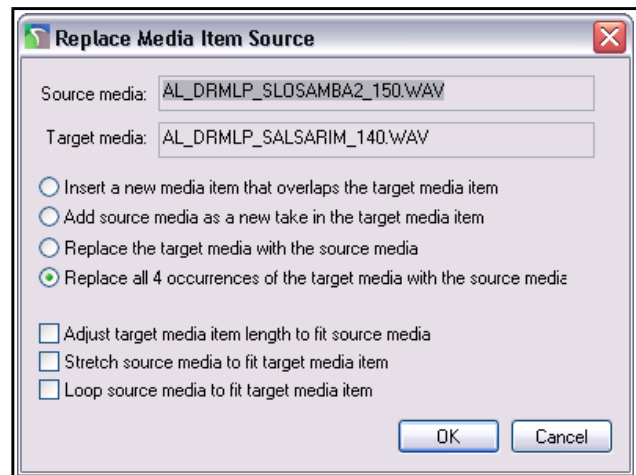 Replace Media Item Source
Source media: AL_DRMLP_SLOSAMBA2_150.WAV
Target media: AL_DRMLP_SALSARIM_140.WAV
Insert a new media item that overlaps the target media item
Add source media as a new take in the target media item
Replace the target media with the source media
Replace all 4 occurrences of the target media with the source media
Adjust target media item length to fit source media
Stretch source media to fit target media item
Loop source media to fit target media item
OK Cancel